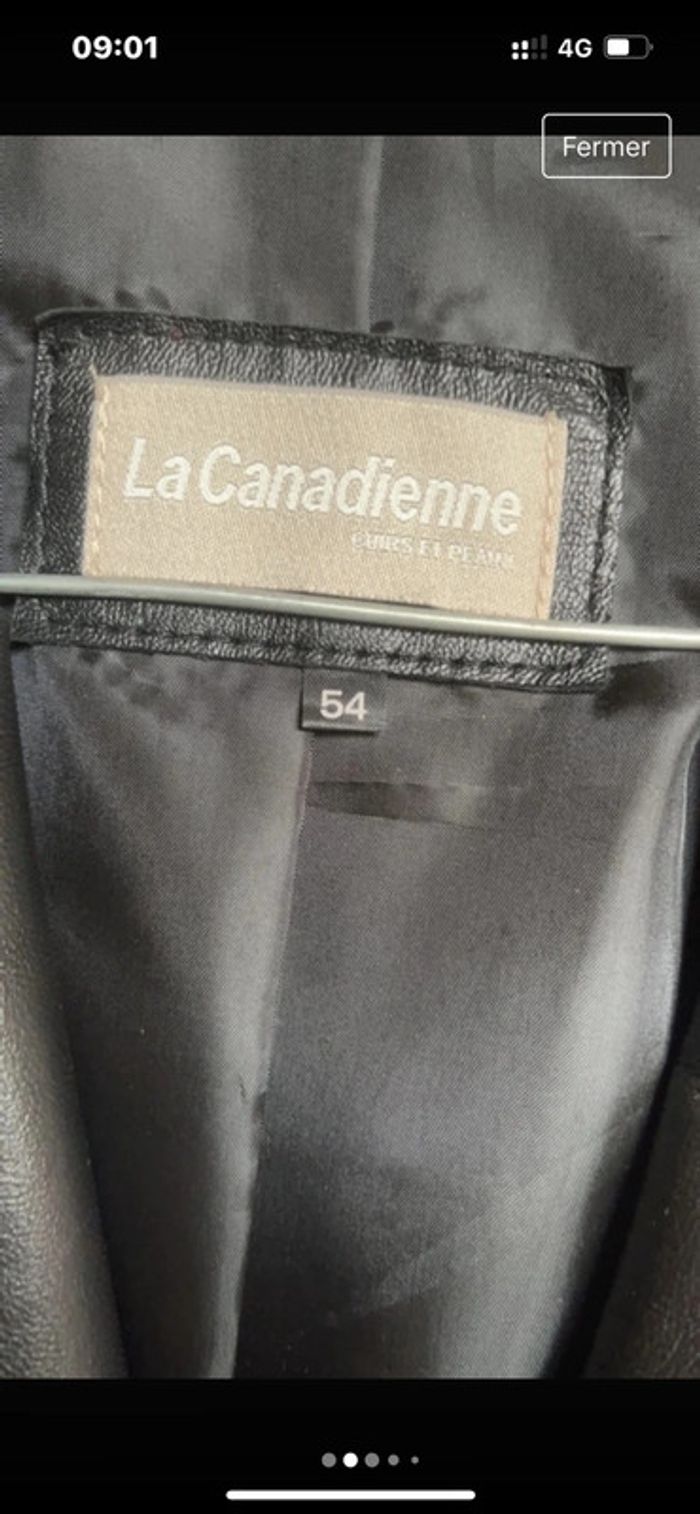 09:01
4G
Fermer
La Canadienne
CUIRS ET PEAUX
54